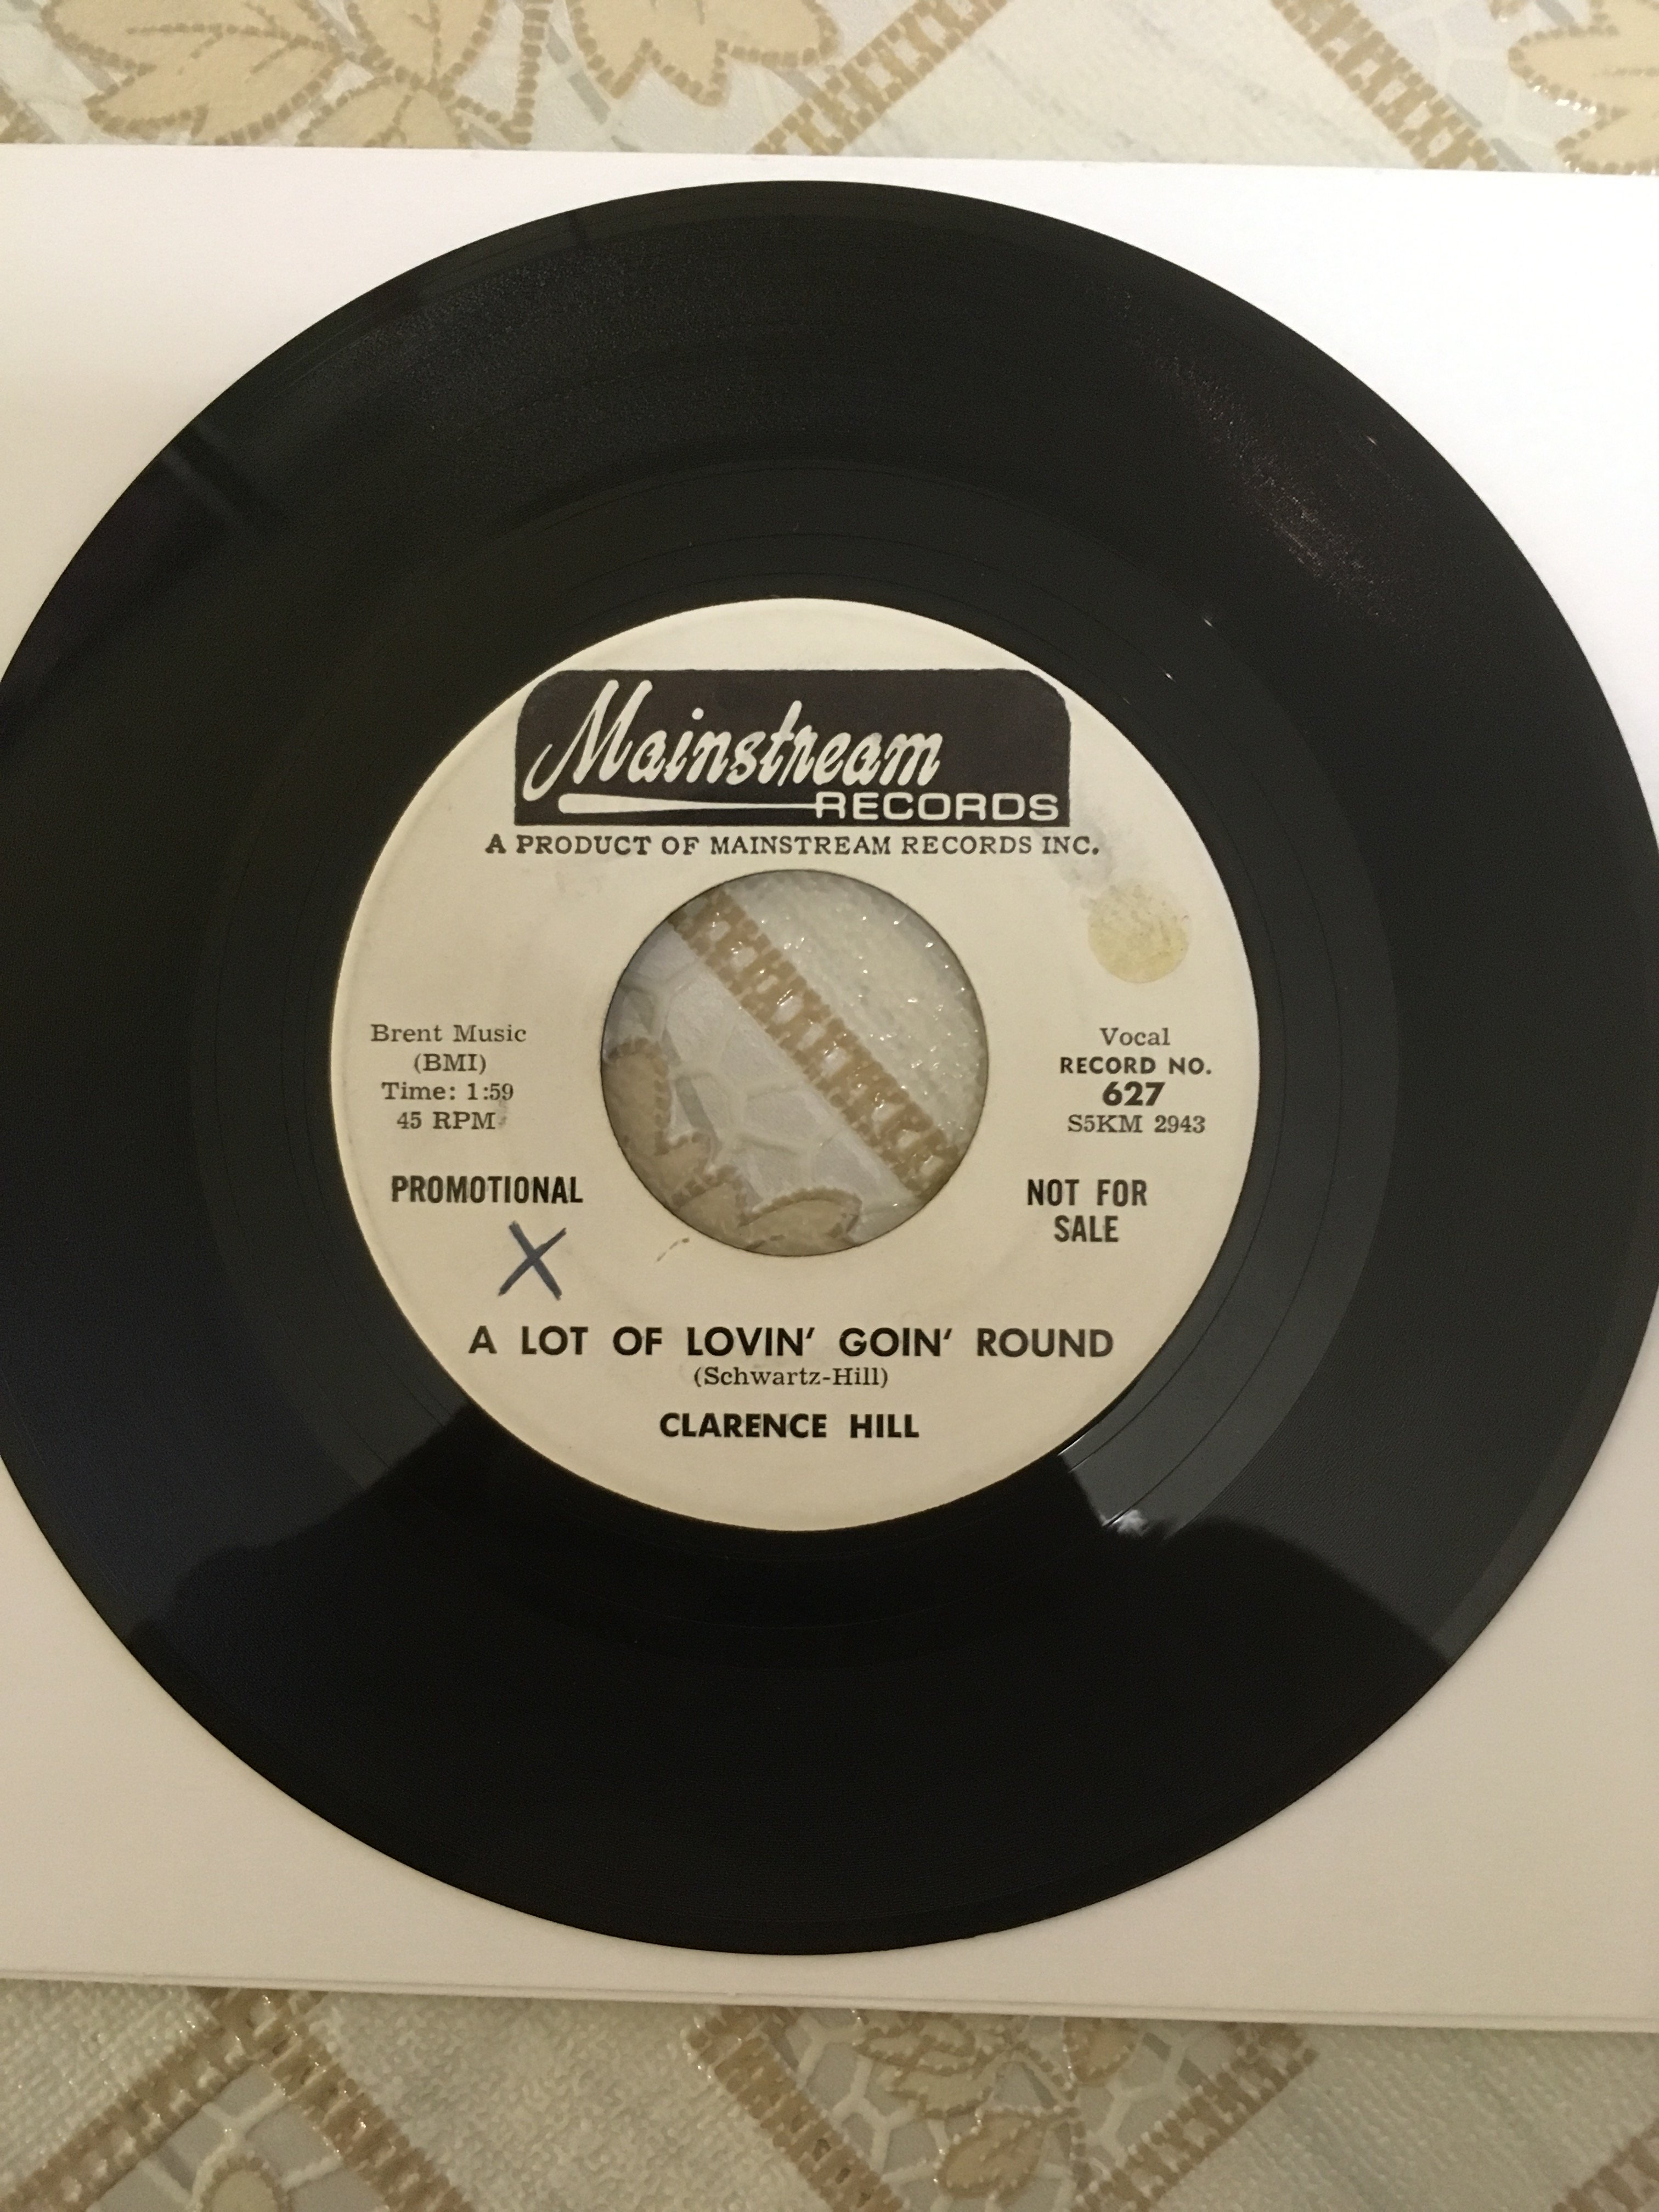 Mainstream
RECORDS
A PRODUCT OF MAINSTREAM RECORDS INC.
Brent Music
(BMI)
Time: 1:59
45 RPM
Vocal
RECORD NO.
627
S5KM 2943
PROMOTIONAL
NOT FOR
SALE
X
A LOT OF LOVIN' GOIN' ROUND
(Schwartz-Hill)
CLARENCE HILL